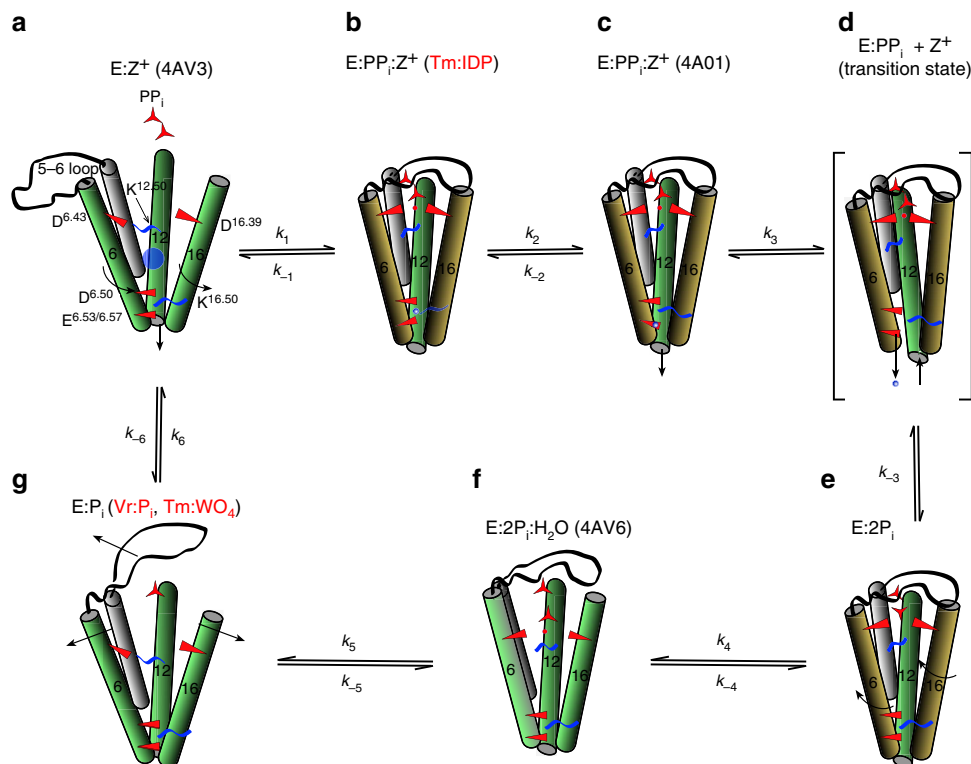 a
E:Z⁺ (4AV3)
PPᵢ
5–6 loop
K¹²·⁵⁰
D⁶·⁴³
D¹⁶·³⁹
6
12
16
D⁶·⁵⁰
K¹⁶·⁵⁰
E⁶·⁵³/⁶·⁵⁷
k₁
k₋₁
b
E:PPᵢ:Z⁺ (Tm:IDP)
6
12
16
k₂
k₋₂
c
E:PPᵢ:Z⁺ (4A01)
6
12
16
k₃
d
E:PPᵢ + Z⁺
(transition state)
6
12
16
k₋₃
e
E:2Pᵢ
6
12
16
k₄
k₋₄
f
E:2Pᵢ:H₂O (4AV6)
6
12
16
k₅
k₋₅
g
E:Pᵢ (Vr:Pᵢ, Tm:WO₄)
6
12
16
k₋₆
k₆